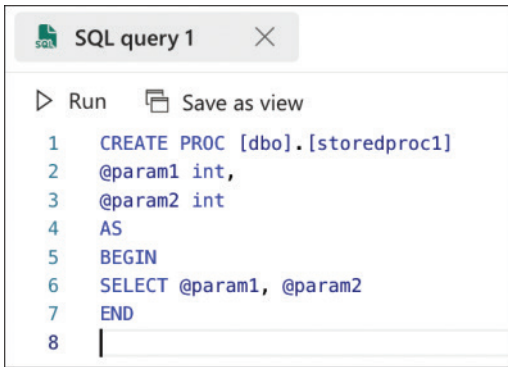 SQL SQL query 1
Run Save as view
1 CREATE PROC [dbo].[storedproc1]
2 @param1 int,
3 @param2 int
4 AS
5 BEGIN
6 SELECT @param1, @param2
7 END
8